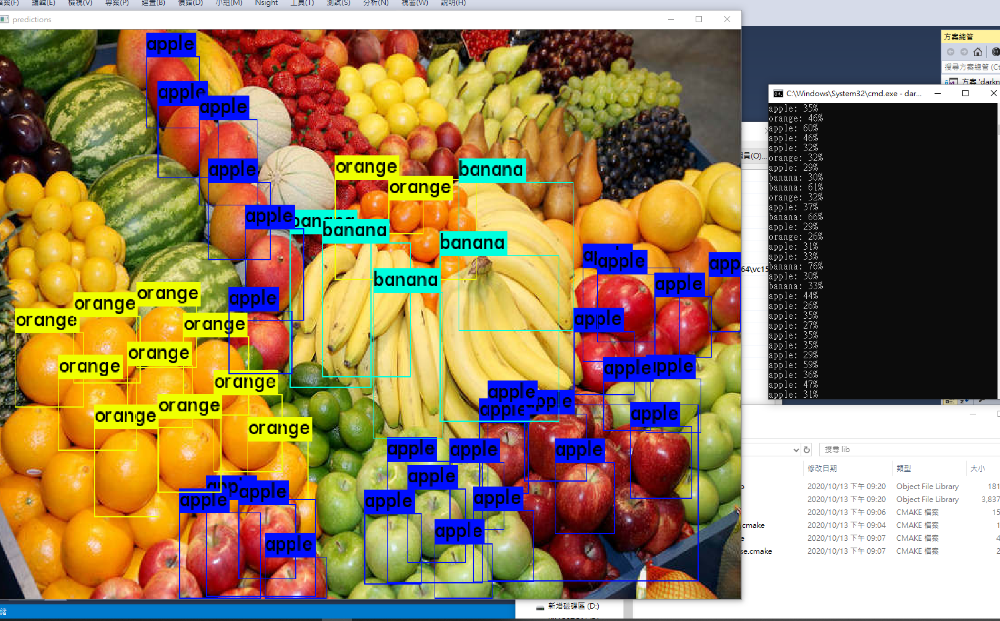 檔案(F) 編輯(E) 檢視(V) 專案(P) 建置(B) 偵錯(D) 小組(M) Nsight 工具(T) 測試(S) 分析(N) 視窗(W) 說明(H)
predictions
apple
apple
apple
orange
apple
banana
orange
apple
banana
banana
banana
apple
apple
app
banana
apple
orange
apple
orange
orange
apple
orange
orange
orange
apple
orange
apple
orange
apple
apple
apple
orange
orange
apple
orange
apple
apple
apple
apple
apple
apple
apple
apple
apple
apple
方案總管
搜尋方案總管 (Ct
方案 'darkn
C:\Windows\System32\cmd.exe - dar...
apple: 35%
orange: 46%
apple: 60%
apple: 46%
apple: 32%
orange: 32%
apple: 29%
banana: 30%
banana: 61%
orange: 32%
apple: 37%
banana: 66%
apple: 29%
orange: 26%
apple: 31%
apple: 33%
banana: 76%
apple: 30%
banana: 33%
apple: 44%
apple: 26%
apple: 35%
apple: 27%
apple: 35%
apple: 35%
apple: 29%
apple: 59%
apple: 36%
apple: 47%
apple: 31%
員(O)...
64\vc15
搜尋 lib
修改日期 類型 大小
2020/10/13 下午 09:20 Object File Library 181
2020/10/13 下午 09:20 Object File Library 3,837
2020/10/13 下午 09:06 CMAKE 檔案 15
.cmake 2020/10/13 下午 09:04 CMAKE 檔案 1
e 2020/10/13 下午 09:07 CMAKE 檔案 4
se.cmake 2020/10/13 下午 09:07 CMAKE 檔案 2
新增磁碟區 (D:)
緒